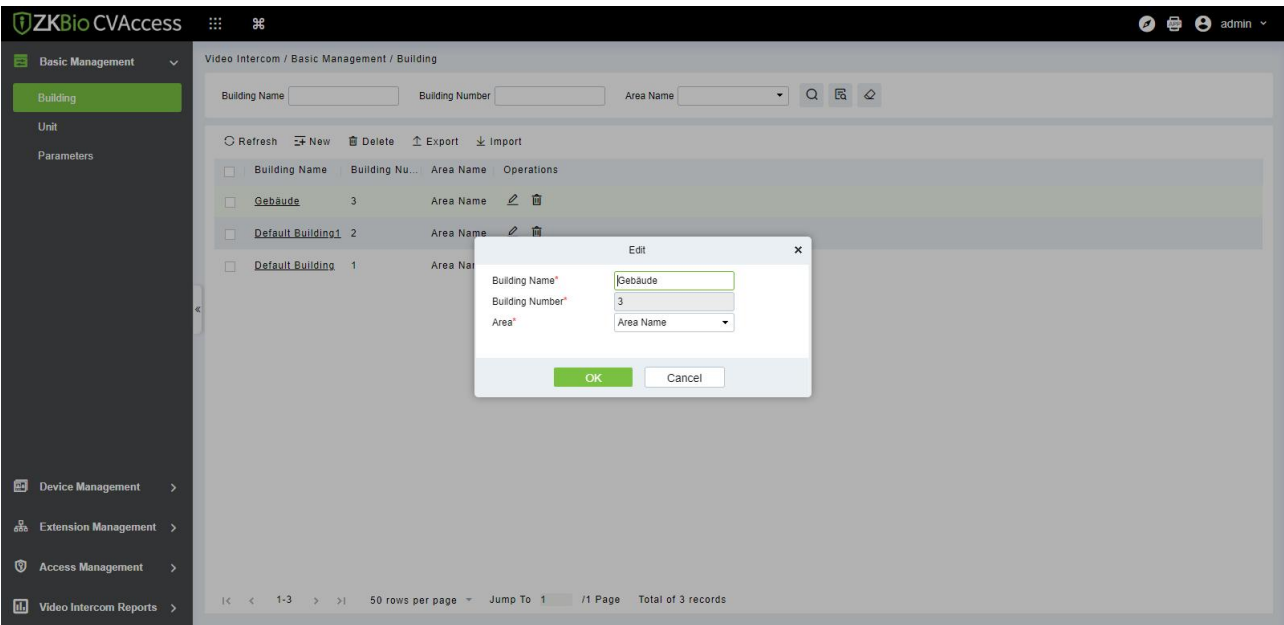 ZKBio CVAccess
admin
Basic Management
Building
Unit
Parameters
Device Management
Extension Management
Access Management
Video Intercom Reports
Video Intercom / Basic Management / Building
Building Name Building Number Area Name
Refresh New Delete Export Import
Building Name Building Nu... Area Name Operations
Gebäude 3 Area Name
Default Building1 2 Area Name
Default Building 1 Area Nar
Edit
Building Name* Gebäude
Building Number* 3
Area* Area Name
OK Cancel
1-3 50 rows per page Jump To 1 /1 Page Total of 3 records